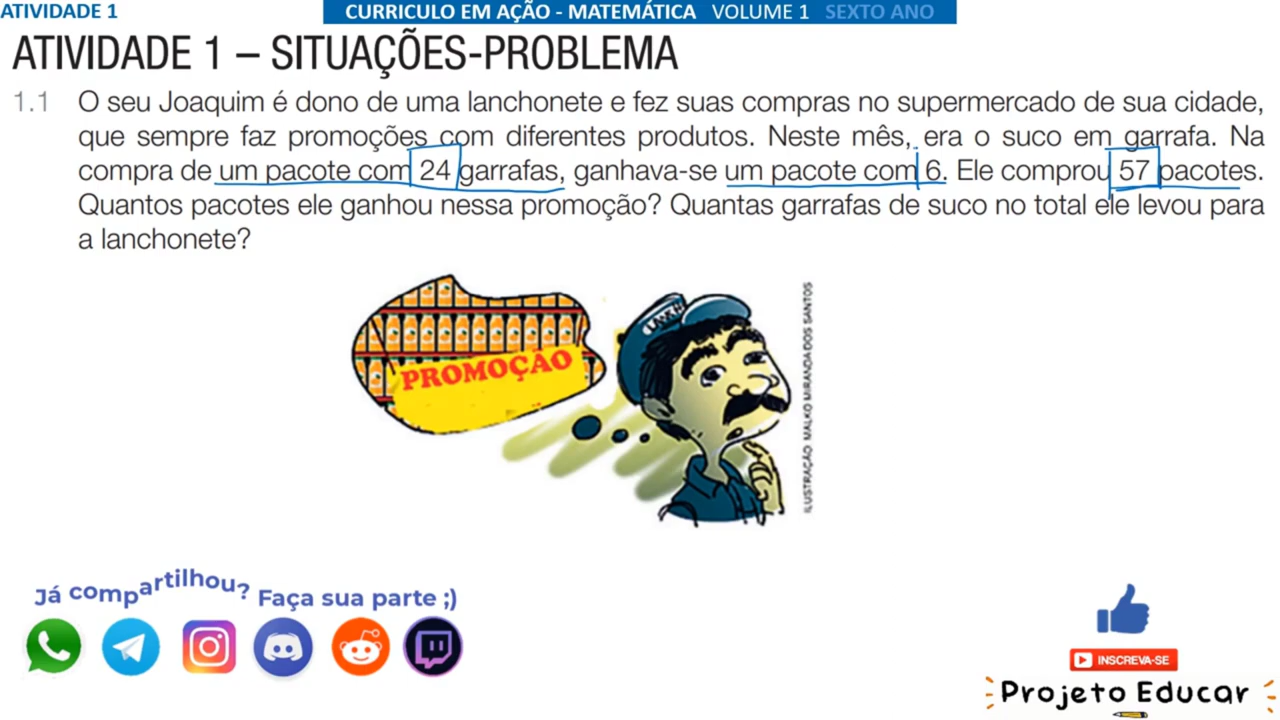 ATIVIDADE 1
CURRICULO EM AÇÃO - MATEMÁTICA VOLUME 1 SEXTO ANO
ATIVIDADE 1 – SITUAÇÕES-PROBLEMA
1.1 O seu Joaquim é dono de uma lanchonete e fez suas compras no supermercado de sua cidade,
que sempre faz promoções com diferentes produtos. Neste mês, era o suco em garrafa. Na
compra de um pacote com 24 garrafas, ganhava-se um pacote com 6. Ele comprou 57 pacotes.
Quantos pacotes ele ganhou nessa promoção? Quantas garrafas de suco no total ele levou para
a lanchonete?
PROMOÇÃO
ILUSTRAÇÃO MALKO MIRANDA DOS SANTOS
Já compartilhou? Faça sua parte ;)
INSCREVA-SE
Projeto Educar